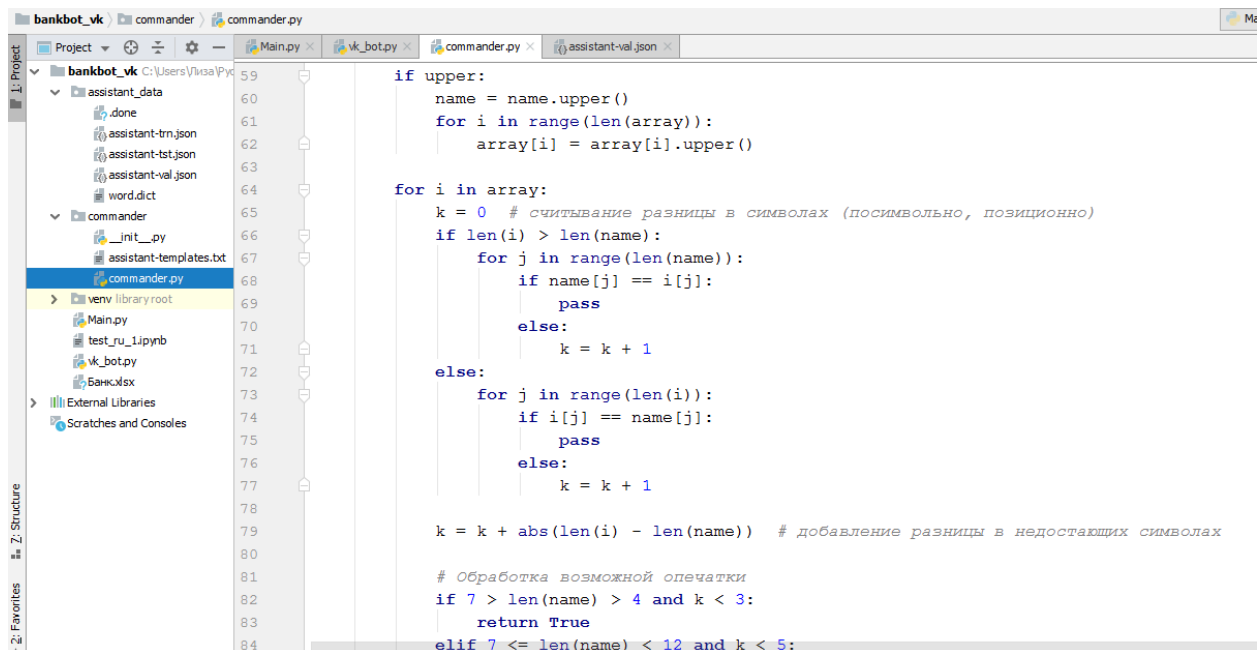 bankbot_vk commander commander.py Ma
Project
Main.py vk_bot.py commander.py assistant-val.json
1: Project
bankbot_vk C:\Users\Лиза\Рус
assistant_data
.done
assistant-trn.json
assistant-tst.json
assistant-val.json
word.dict
commander
__init__.py
assistant-templates.txt
commander.py
venv library root
Main.py
test_ru_1.ipynb
vk_bot.py
Банк.xlsx
External Libraries
Scratches and Consoles
Z: Structure
2: Favorites
59 if upper:
60 name = name.upper()
61 for i in range(len(array)):
62 array[i] = array[i].upper()
63
64 for i in array:
65 k = 0 # считывание разницы в символах (посимвольно, позиционно)
66 if len(i) > len(name):
67 for j in range(len(name)):
68 if name[j] == i[j]:
69 pass
70 else:
71 k = k + 1
72 else:
73 for j in range(len(i)):
74 if i[j] == name[j]:
75 pass
76 else:
77 k = k + 1
78
79 k = k + abs(len(i) - len(name)) # добавление разницы в недостающих символах
80
81 # Обработка возможной опечатки
82 if 7 > len(name) > 4 and k < 3:
83 return True
84 elif 7 <= len(name) < 12 and k < 5: